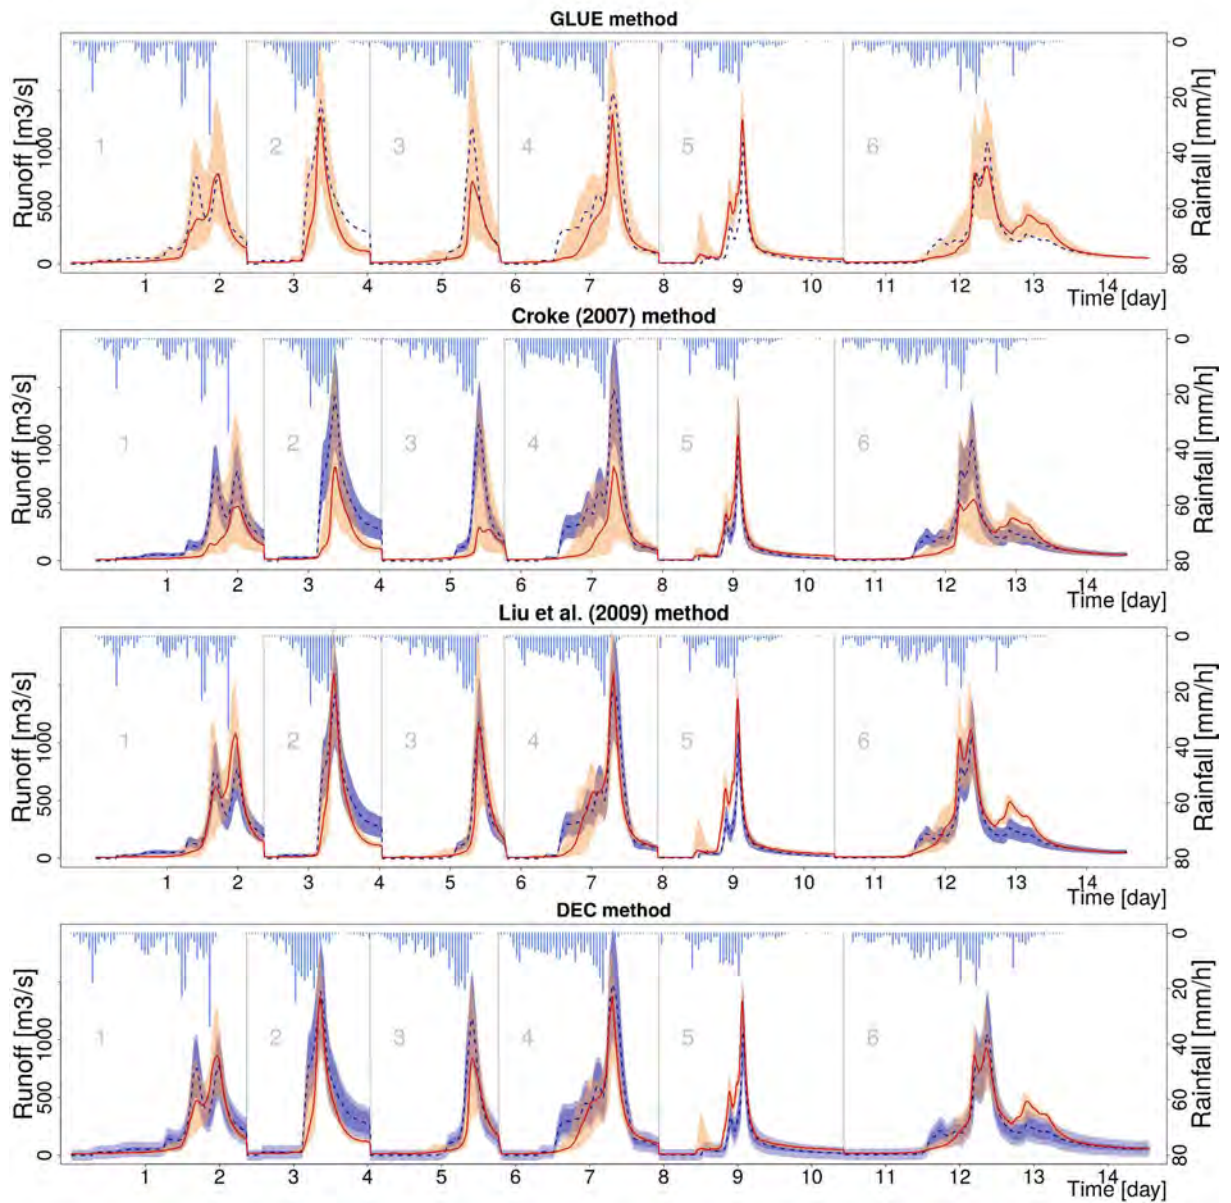 GLUE method
Runoff [m3/s]
0
500
1000
1
2
3
4
5
6
0
20
40
60
80
Rainfall [mm/h]
1 2 3 4 5 6 7 8 9 10 11 12 13 14
Time [day]
Croke (2007) method
Runoff [m3/s]
0
500
1000
1
2
3
4
5
6
0
20
40
60
80
Rainfall [mm/h]
1 2 3 4 5 6 7 8 9 10 11 12 13 14
Time [day]
Liu et al. (2009) method
Runoff [m3/s]
0
500
1000
1
2
3
4
5
6
0
20
40
60
80
Rainfall [mm/h]
1 2 3 4 5 6 7 8 9 10 11 12 13 14
Time [day]
DEC method
Runoff [m3/s]
0
500
1000
1
2
3
4
5
6
0
20
40
60
80
Rainfall [mm/h]
1 2 3 4 5 6 7 8 9 10 11 12 13 14
Time [day]